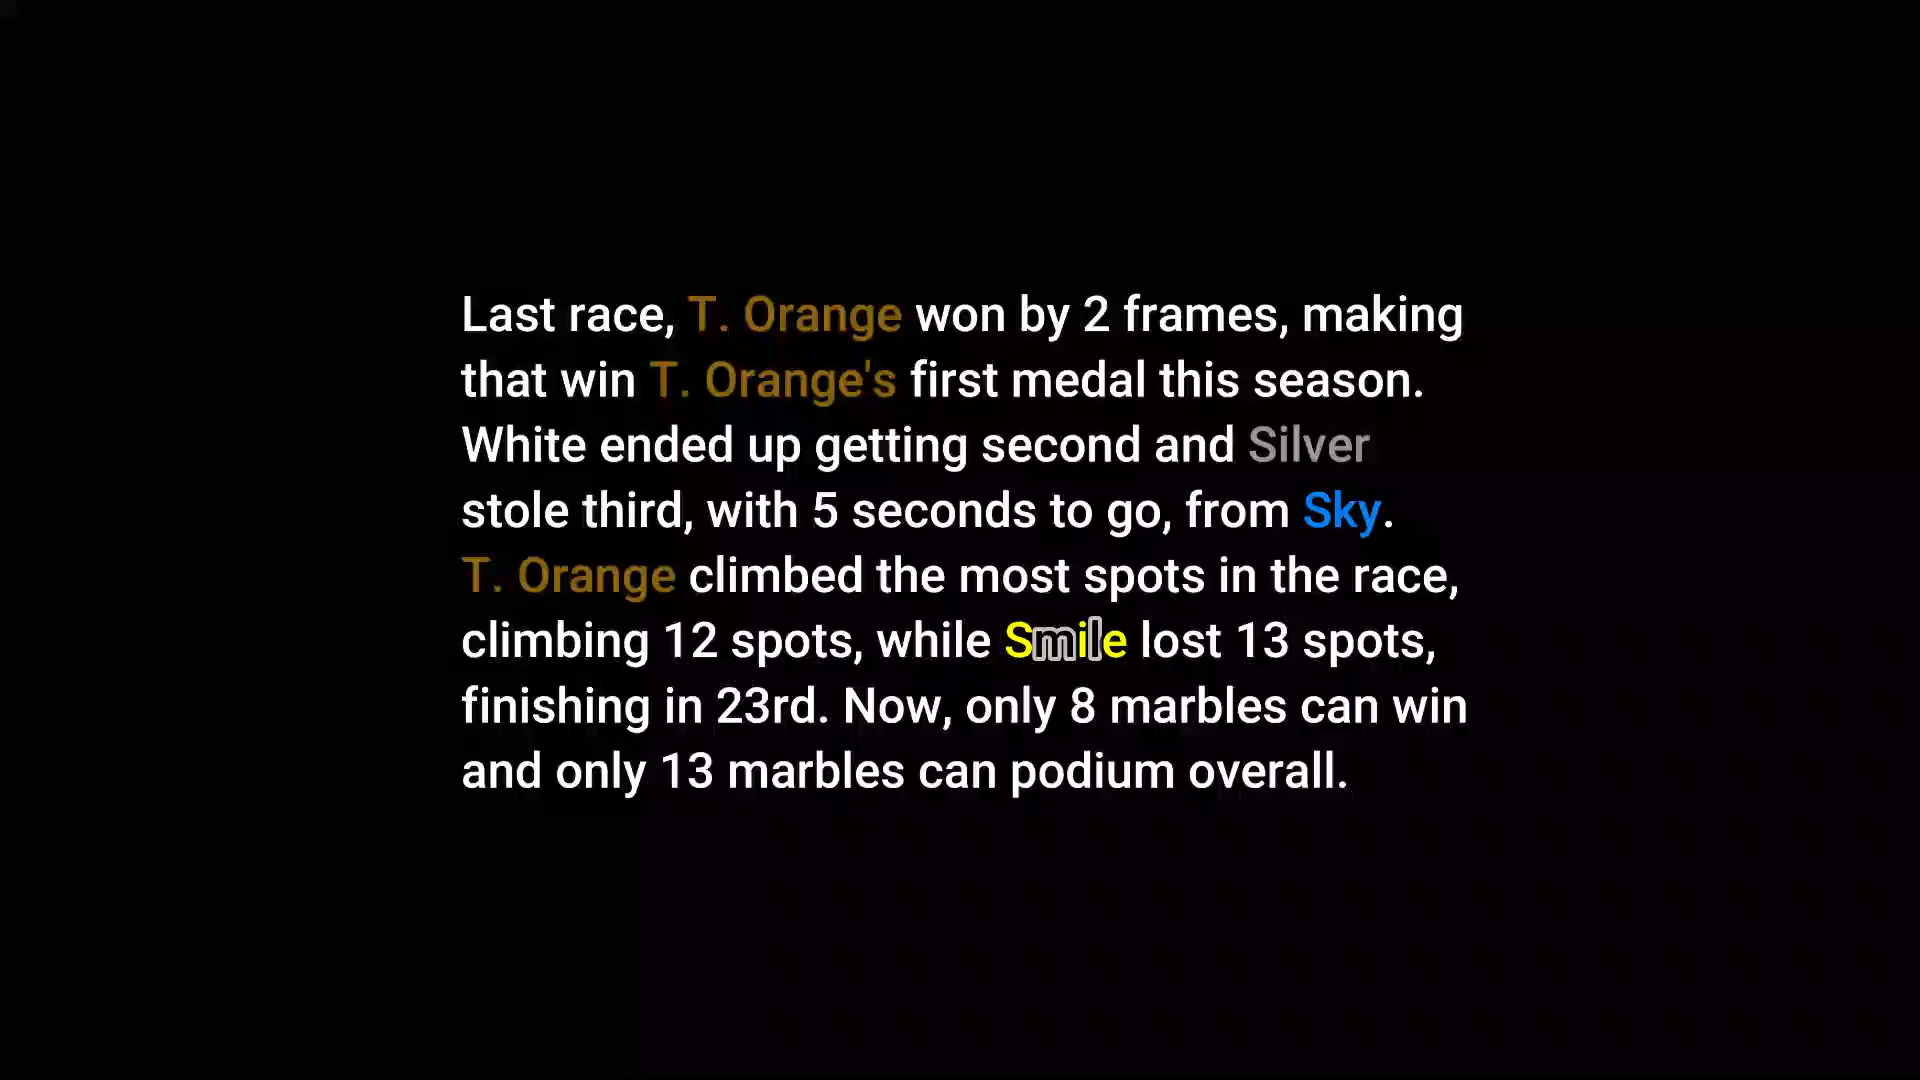 Last race, T. Orange won by 2 frames, making
that win T. Orange's first medal this season.
White ended up getting second and Silver
stole third, with 5 seconds to go, from Sky.
T. Orange climbed the most spots in the race,
climbing 12 spots, while Smile lost 13 spots,
finishing in 23rd. Now, only 8 marbles can win
and only 13 marbles can podium overall.